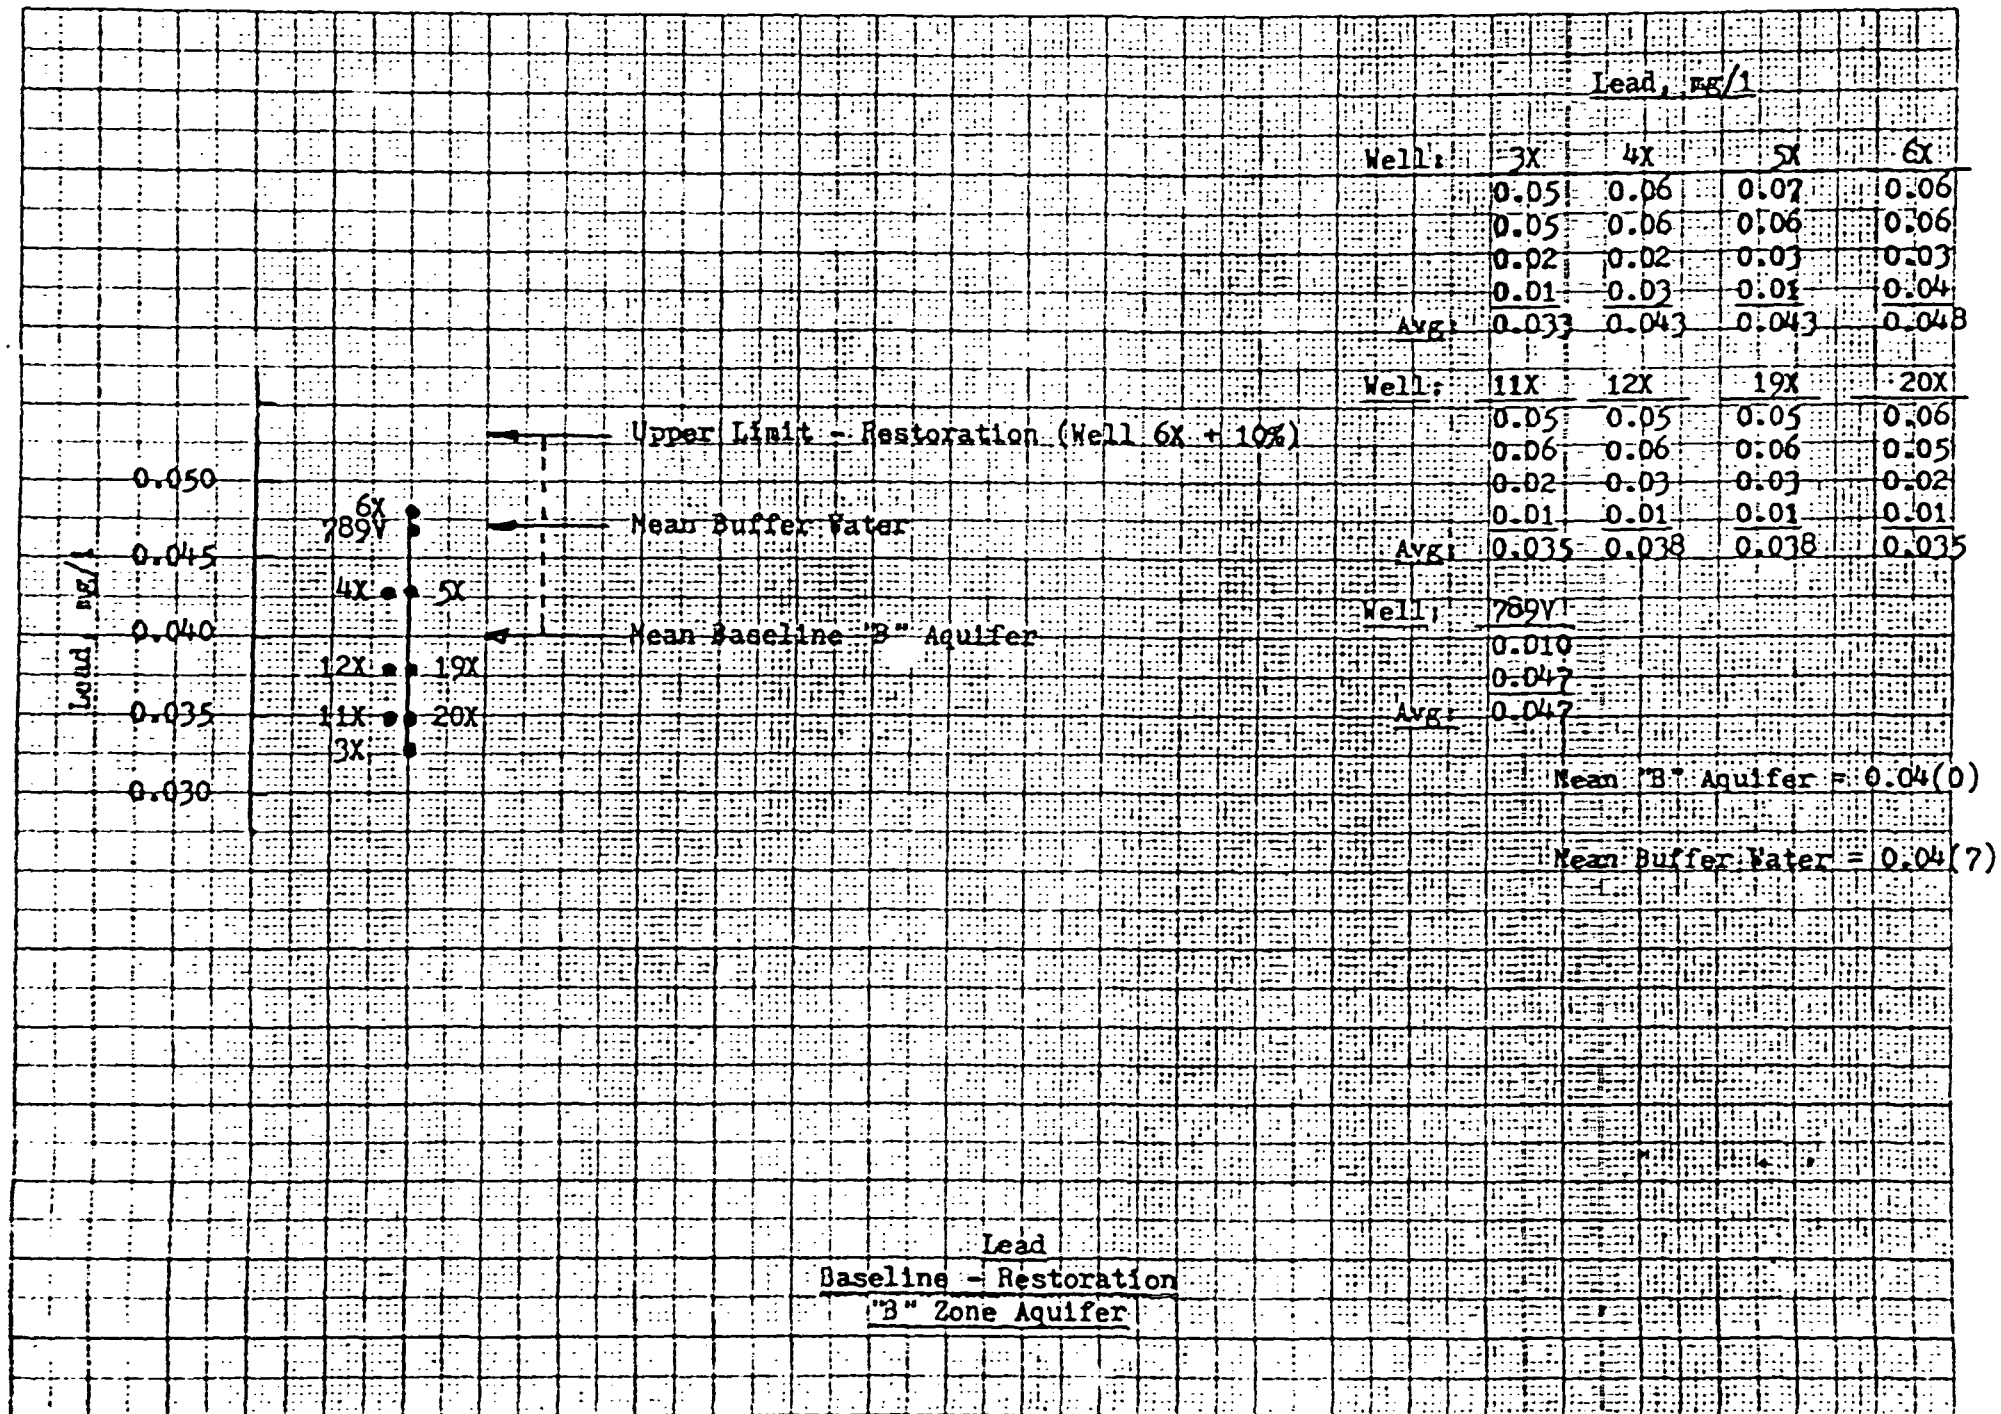 Lead, mg/l
Well: 3X 4X 5X 6X
0.05 0.06 0.07 0.06
0.05 0.06 0.06 0.06
0.02 0.02 0.03 0.03
0.01 0.03 0.01 0.04
Avg: 0.033 0.043 0.043 0.048
Well: 11X 12X 19X 20X
0.05 0.05 0.05 0.06
0.06 0.06 0.06 0.05
0.02 0.03 0.03 0.02
0.01 0.01 0.01 0.01
Avg: 0.035 0.038 0.038 0.035
Well: 789V
0.010
0.047
Avg: 0.047
Mean "B" Aquifer = 0.04(0)
Mean Buffer Water = 0.04(7)
Upper Limit - Restoration (Well 6X + 10%)
Mean Buffer Water
Mean Baseline "B" Aquifer
Lead, mg/l
0.050
0.045
0.040
0.035
0.030
6X
789V
4X 5X
12X 19X
11X 20X
3X
Lead
Baseline - Restoration
"B" Zone Aquifer